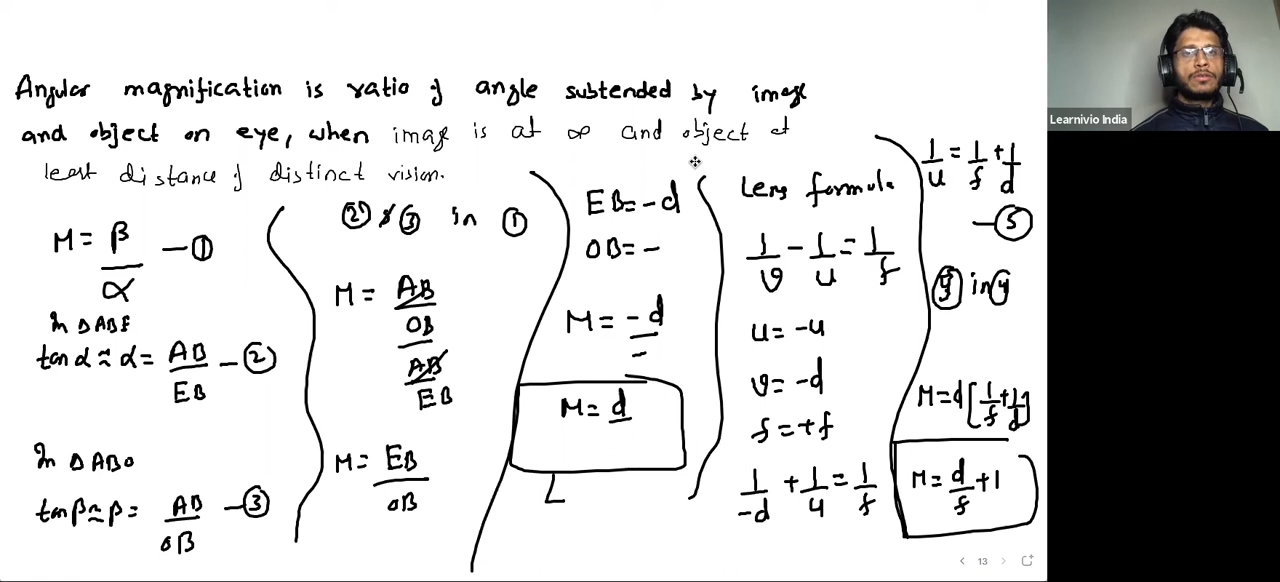 Angular magnification is ratio of angle subtended by image
and object on eye, when image is at ∞ and object at
least distance of distinct vision.
M = β/α —①
In ΔABE
tan α ≈ α = AB/EB —②
In ΔABO
tan β ≈ β = AB/OB —③
② & ③ in ①
M = AB/OB / AB/EB
M = EB/OB
EB = -d
OB = -
M = -d/-
M = d
Lens formula
1/v - 1/u = 1/f
u = -u
v = -d
f = +f
1/-d + 1/u = 1/f
1/u = 1/f + 1/d
—⑤
⑤ in ④
M = d[1/f + 1/d]
M = d/f + 1
Learnivio India
13